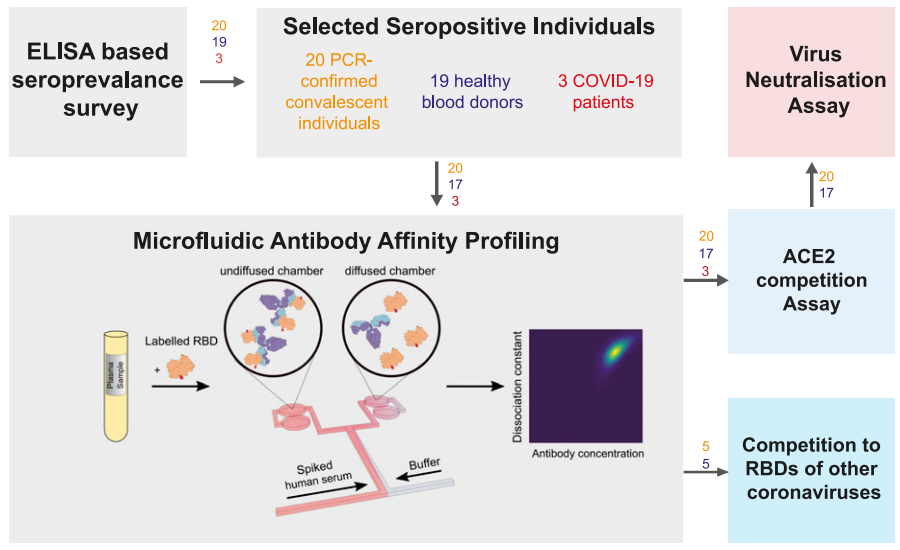 ELISA based
seroprevalance
survey
20
19
3
Selected Seropositive Individuals
20 PCR-
confirmed
convalescent
individuals
19 healthy
blood donors
3 COVID-19
patients
Virus
Neutralisation
Assay
20
17
3
20
17
Microfluidic Antibody Affinity Profiling
undiffused chamber
diffused chamber
Labelled RBD
+
Plasma
Sample
Spiked
human serum
Buffer
Dissociation constant
Antibody concentration
20
17
3
ACE2
competition
Assay
5
5
Competition to
RBDs of other
coronaviruses